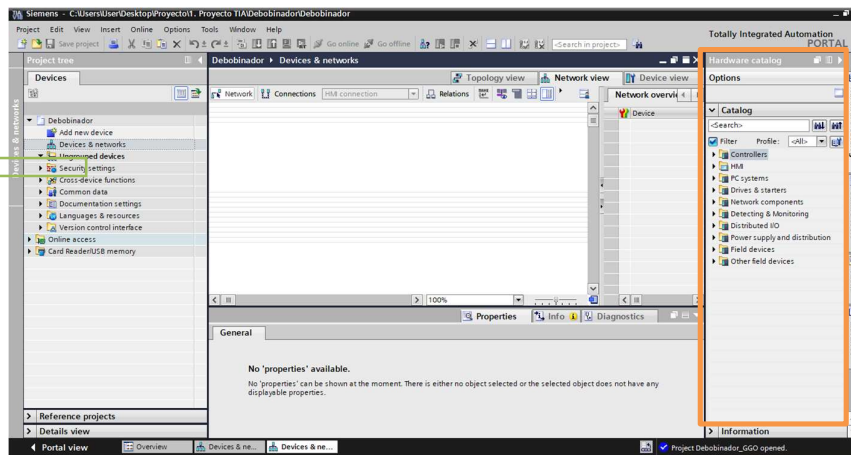 Siemens - C:\Users\User\Desktop\Proyecto\1. Proyecto TIA\Debobinador\Debobinador
Project Edit View Insert Online Options Tools Window Help
Totally Integrated Automation
PORTAL
Save project Go online Go offline <Search in project>
Project tree
Devices
Devices & networks
Debobinador
Add new device
Devices & networks
Ungrouped devices
Security settings
Cross-device functions
Common data
Documentation settings
Languages & resources
Version control interface
Online access
Card Reader/USB memory
Reference projects
Details view
Debobinador Devices & networks
Topology view Network view Device view
Network Connections HMI connection Relations
Network overvi
Device
100%
Properties Info Diagnostics
General
No 'properties' available.
No 'properties' can be shown at the moment. There is either no object selected or the selected object does not have any
displayable properties.
Hardware catalog
Options
Catalog
<Search>
Filter Profile: <All>
Controllers
HMI
PC systems
Drives & starters
Network components
Detecting & Monitoring
Distributed I/O
Power supply and distribution
Field devices
Other field devices
Information
Portal view Overview Devices & ne... Devices & ne...
Project Debobinador_GGO opened.